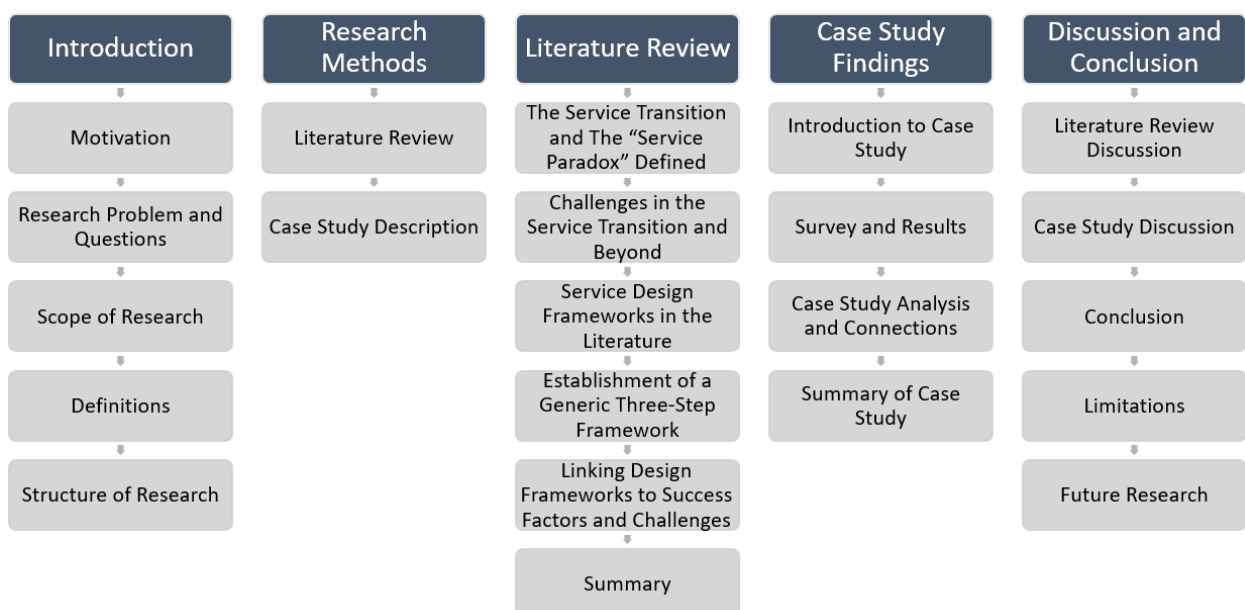 Introduction
Motivation
Research Problem and
Questions
Scope of Research
Definitions
Structure of Research
Research
Methods
Literature Review
Case Study Description
Literature Review
The Service Transition
and The “Service
Paradox” Defined
Challenges in the
Service Transition and
Beyond
Service Design
Frameworks in the
Literature
Establishment of a
Generic Three-Step
Framework
Linking Design
Frameworks to Success
Factors and Challenges
Summary
Case Study
Findings
Introduction to Case
Study
Survey and Results
Case Study Analysis
and Connections
Summary of Case
Study
Discussion and
Conclusion
Literature Review
Discussion
Case Study Discussion
Conclusion
Limitations
Future Research